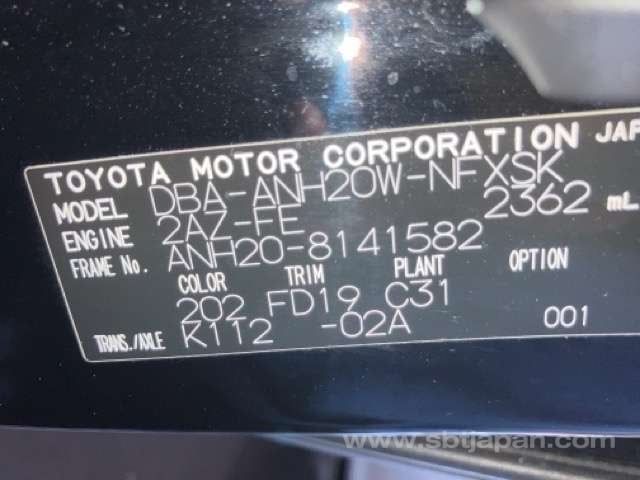 TOYOTA MOTOR CORPORATION JAP
MODEL DBA-ANH20W-NFXSK
ENGINE 2AZ-FE 2362 mL
FRAME No. ANH20-8141582
COLOR TRIM PLANT OPTION
202 FD19 C31
TRANS./AXLE K112 -02A 001
www.sbtjapan.com